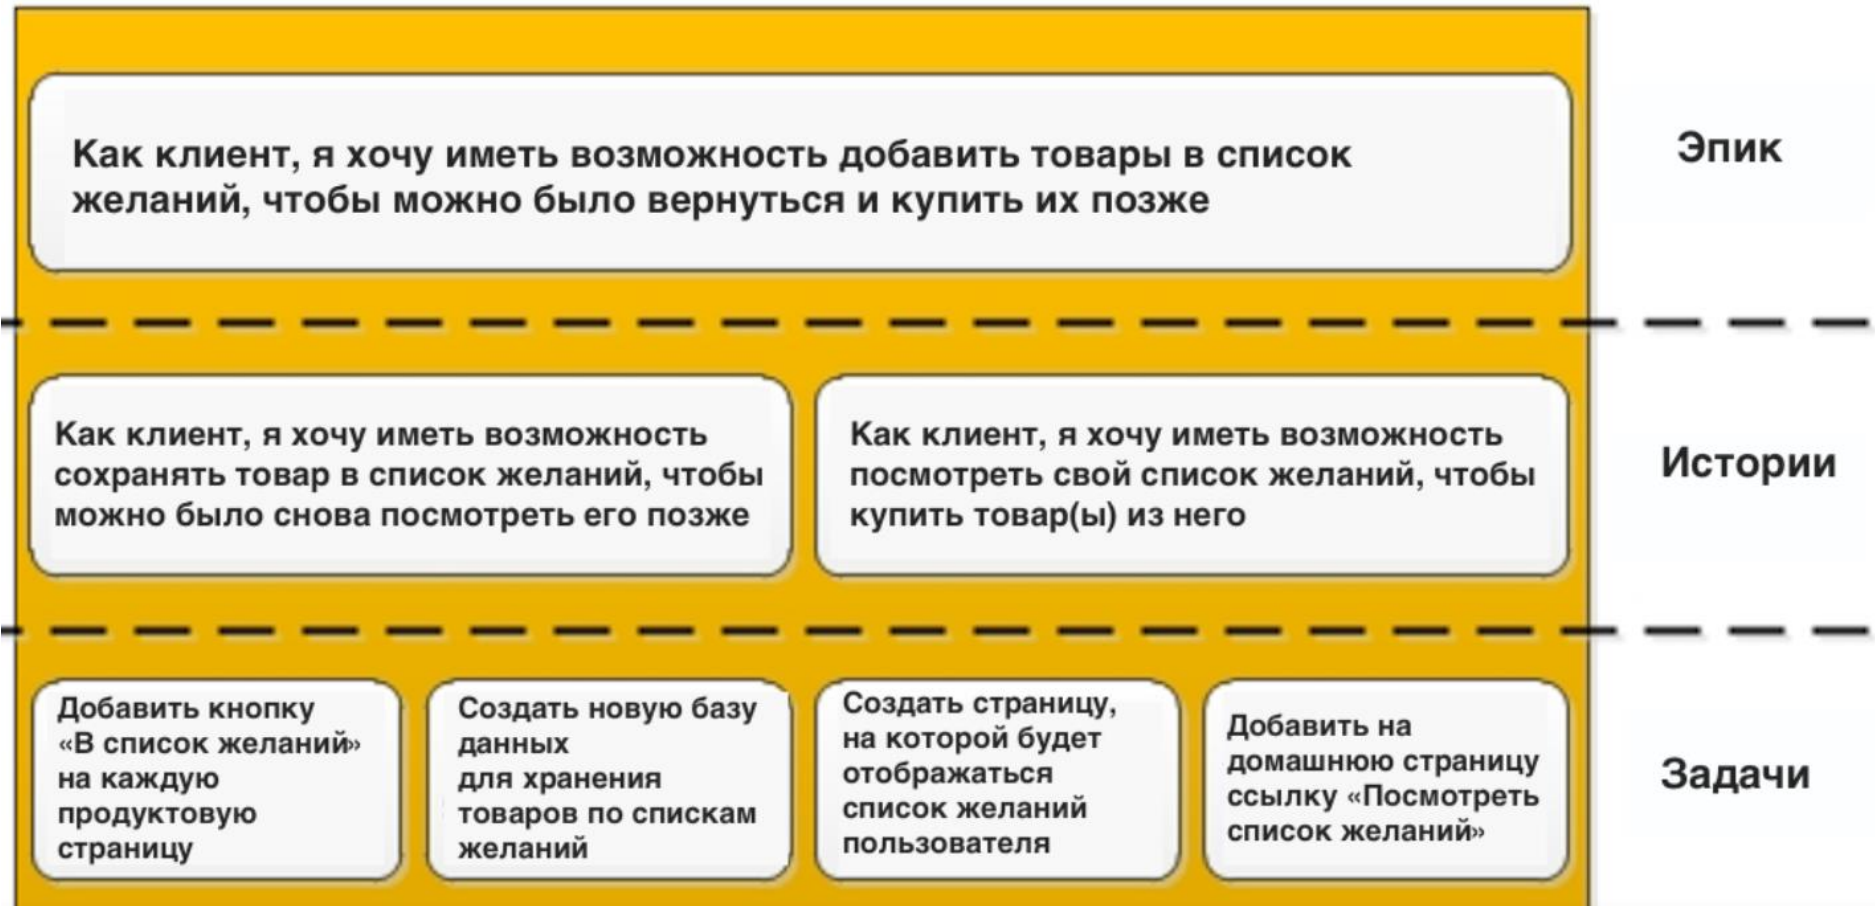 Как клиент, я хочу иметь возможность добавить товары в список
желаний, чтобы можно было вернуться и купить их позже
Эпик
Как клиент, я хочу иметь возможность
сохранять товар в список желаний, чтобы
можно было снова посмотреть его позже
Как клиент, я хочу иметь возможность
посмотреть свой список желаний, чтобы
купить товар(ы) из него
Истории
Добавить кнопку
«В список желаний»
на каждую
продуктовую
страницу
Создать новую базу
данных
для хранения
товаров по спискам
желаний
Создать страницу,
на которой будет
отображаться
список желаний
пользователя
Добавить на
домашнюю страницу
ссылку «Посмотреть
список желаний»
Задачи